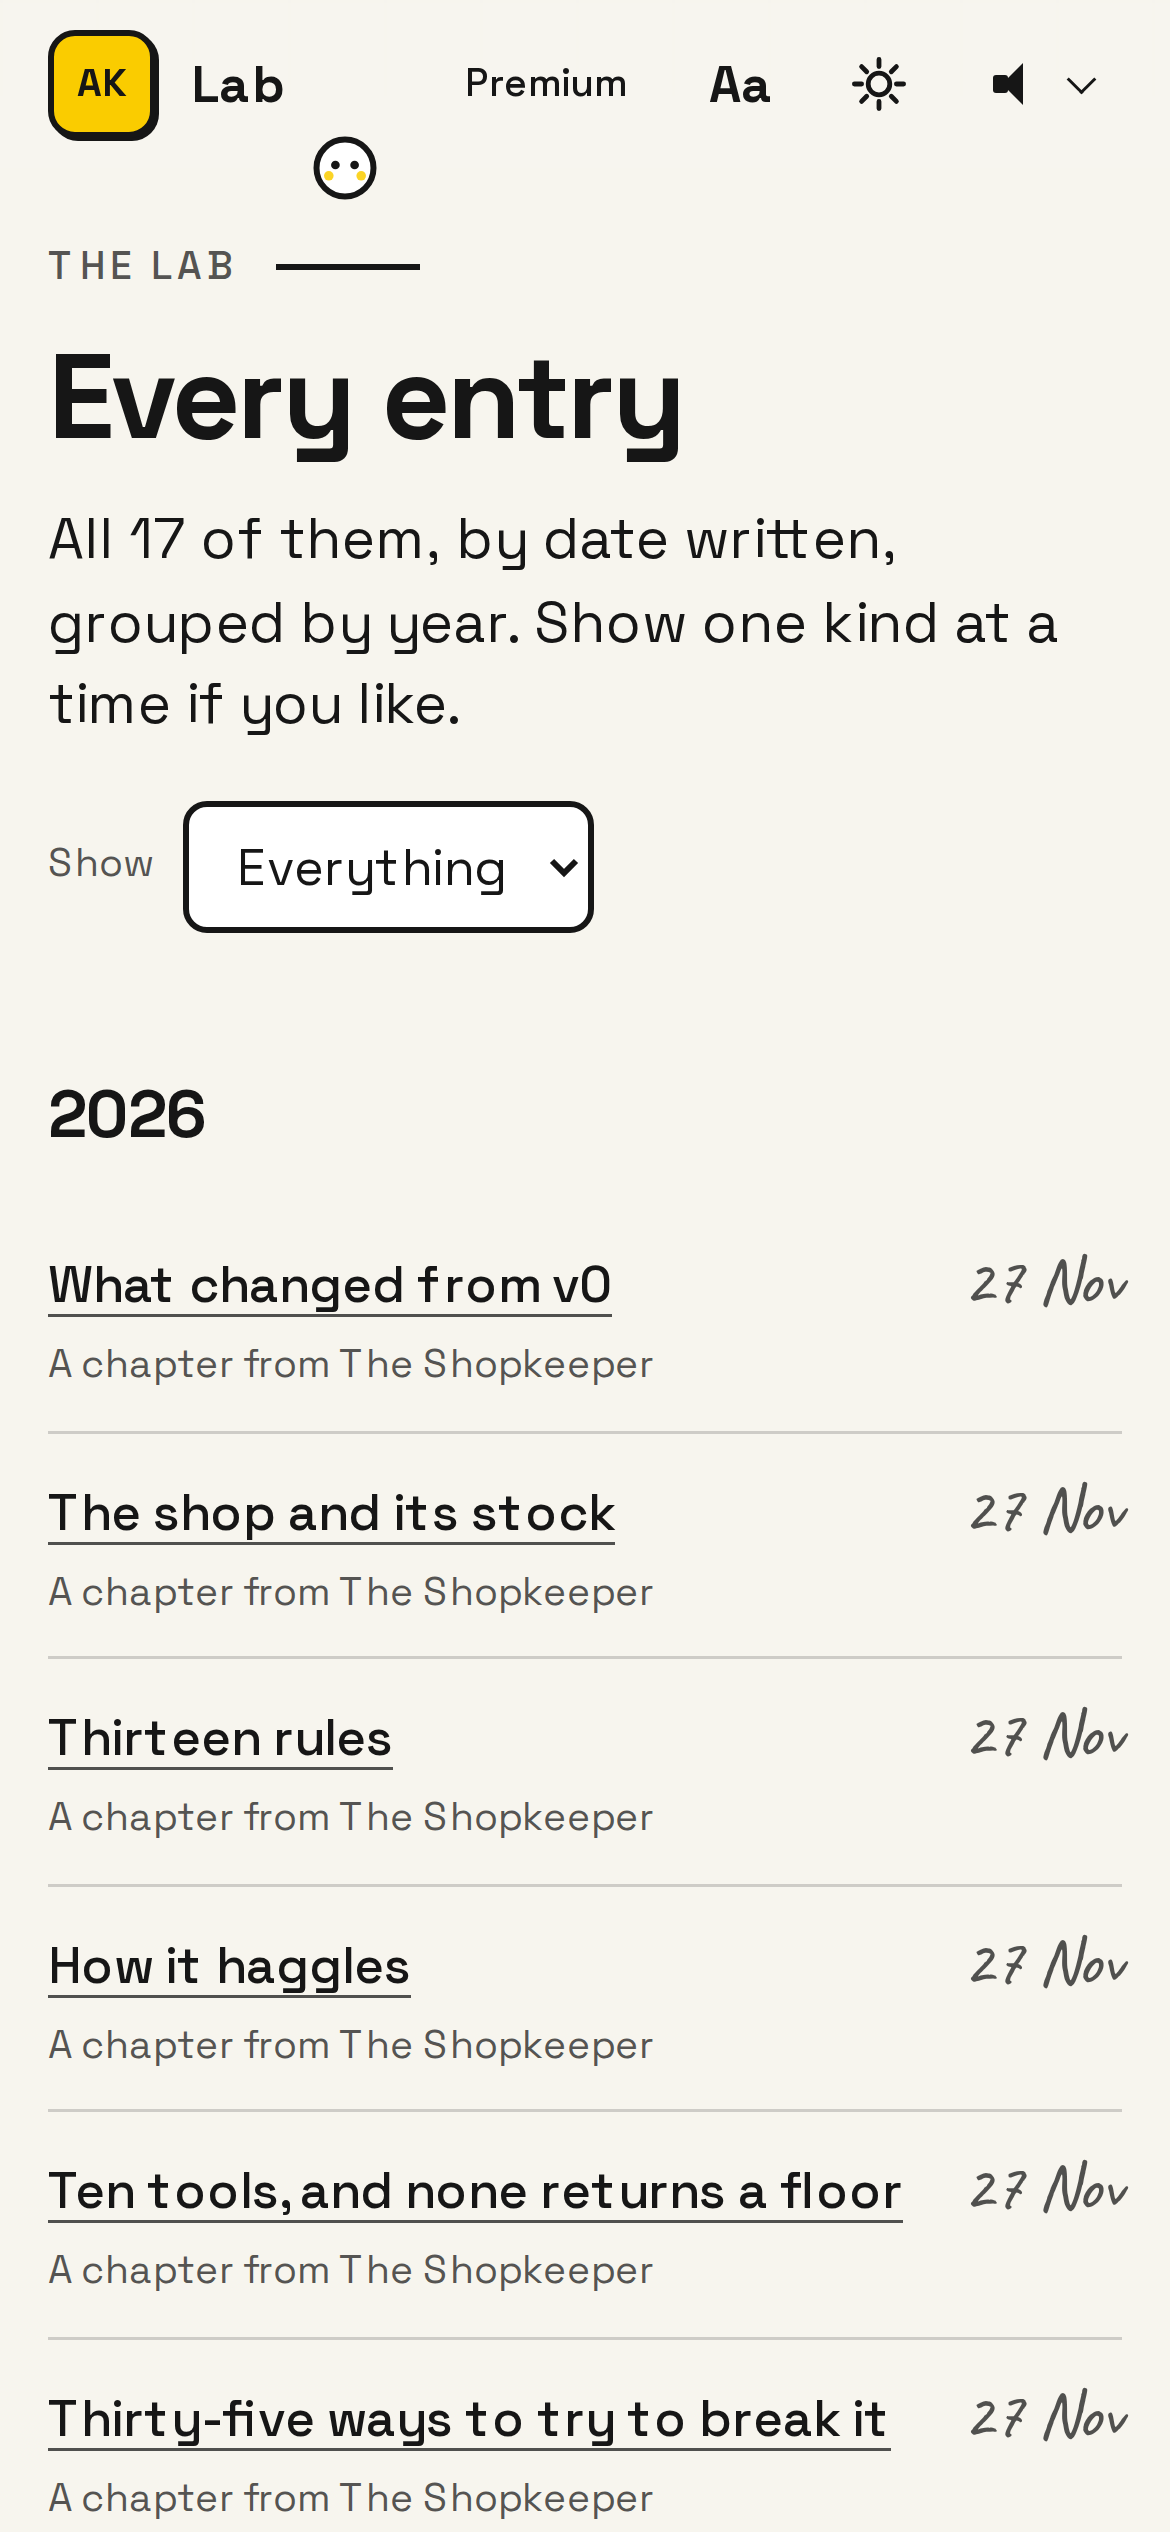 AK Lab Premium Aa
THE LAB
Every entry
All 17 of them, by date written,
grouped by year. Show one kind at a
time if you like.
Show Everything
2026
What changed from v0 27 Nov
A chapter from The Shopkeeper
The shop and its stock 27 Nov
A chapter from The Shopkeeper
Thirteen rules 27 Nov
A chapter from The Shopkeeper
How it haggles 27 Nov
A chapter from The Shopkeeper
Ten tools, and none returns a floor 27 Nov
A chapter from The Shopkeeper
Thirty-five ways to try to break it 27 Nov
A chapter from The Shopkeeper